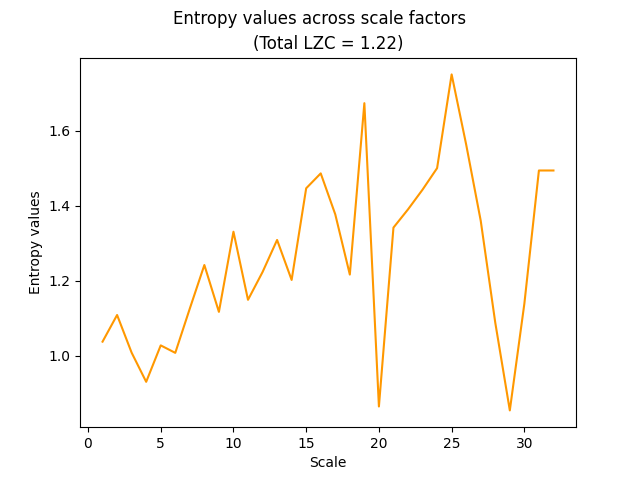 Entropy values across scale factors
(Total LZC = 1.22)
1.6
1.4
1.2
1.0
Entropy values
0 5 10 15 20 25 30
Scale